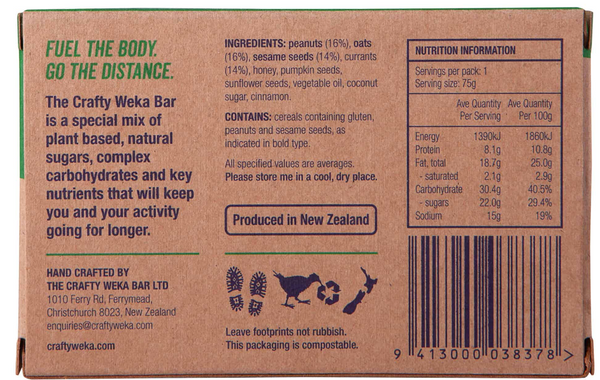 FUEL THE BODY.
GO THE DISTANCE.
The Crafty Weka Bar
is a special mix of
plant based, natural
sugars, complex
carbohydrates and key
nutrients that will keep
you and your activity
going for longer.
HAND CRAFTED BY
THE CRAFTY WEKA BAR LTD
1010 Ferry Rd, Ferrymead,
Christchurch 8023, New Zealand
enquiries@craftyweka.com
craftyweka.com
INGREDIENTS: peanuts (16%), oats
(16%), sesame seeds (14%), currants
(14%), honey, pumpkin seeds,
sunflower seeds, vegetable oil, coconut
sugar, cinnamon.
CONTAINS: cereals containing gluten,
peanuts and sesame seeds, as
indicated in bold type.
All specified values are averages.
Please store me in a cool, dry place.
Produced in New Zealand
Leave footprints not rubbish.
This packaging is compostable.
NUTRITION INFORMATION
Servings per pack: 1
Serving size: 75g
Ave Quantity Ave Quantity
Per Serving Per 100g
Energy 1390kJ 1860kJ
Protein 8.1g 10.8g
Fat, total 18.7g 25.0g
- saturated 2.1g 2.9g
Carbohydrate 30.4g 40.5%
- sugars 22.0g 29.4%
Sodium 15g 19%
9 413000 038378 >